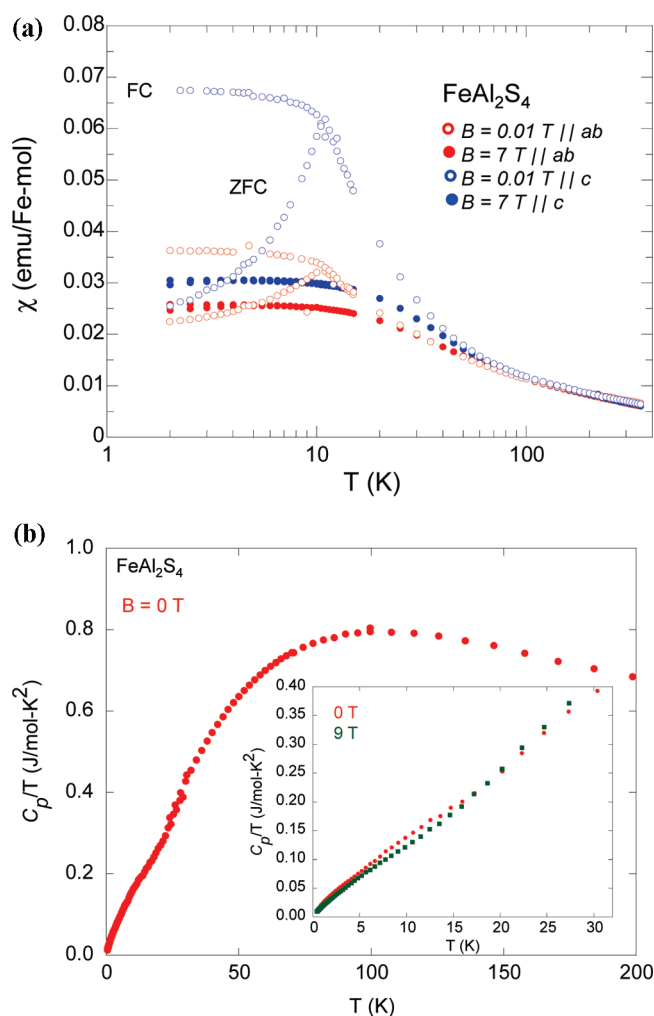 (a)
0.08
0.07
0.06
0.05
0.04
0.03
0.02
0.01
0
χ (emu/Fe-mol)
FC
ZFC
FeAl₂S₄
B = 0.01 T || ab
B = 7 T || ab
B = 0.01 T || c
B = 7 T || c
1 10 100
T (K)
(b)
1.0
0.8
0.6
0.4
0.2
0.0
Cₚ/T (J/mol-K²)
FeAl₂S₄
B = 0 T
0.40
0.35
0.30
0.25
0.20
0.15
0.10
0.05
0.00
Cₚ/T (J/mol-K²)
0 T
9 T
0 5 10 15 20 25 30
T (K)
0 50 100 150 200
T (K)